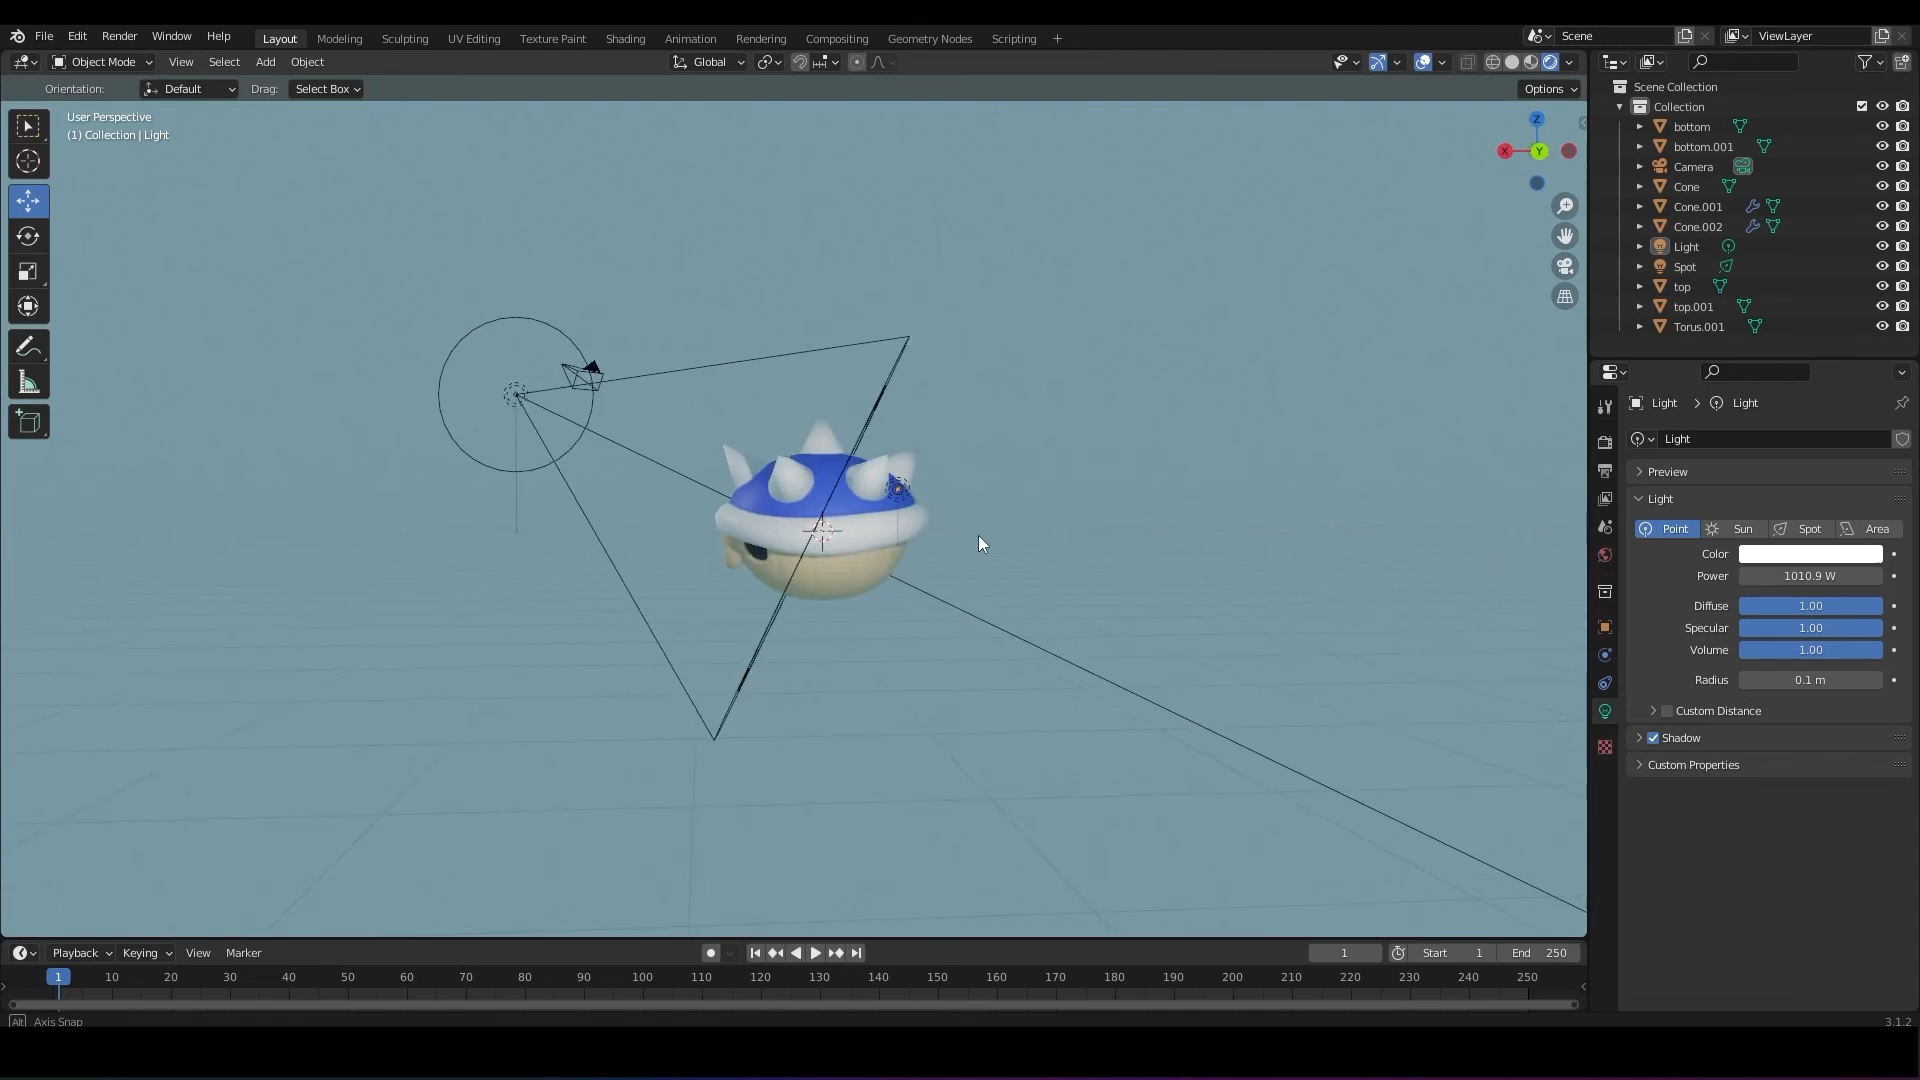 File Edit Render Window Help Layout Modeling Sculpting UV Editing Texture Paint Shading Animation Rendering Compositing Geometry Nodes Scripting + Scene ViewLayer
Object Mode View Select Add Object Global
Orientation: Default Drag: Select Box Options
User Perspective
(1) Collection | Light
Z
X Y
Scene Collection
Collection
bottom
bottom.001
Camera
Cone
Cone.001
Cone.002
Light
Spot
top
top.001
Torus.001
Light > Light
Light
Preview
Light
Point Sun Spot Area
Color
Power 1010.9 W
Diffuse 1.00
Specular 1.00
Volume 1.00
Radius 0.1 m
Custom Distance
Shadow
Custom Properties
Playback Keying View Marker 1 Start 1 End 250
1 10 20 30 40 50 60 70 80 90 100 110 120 130 140 150 160 170 180 190 200 210 220 230 240 250
Alt Axis Snap 3.1.2